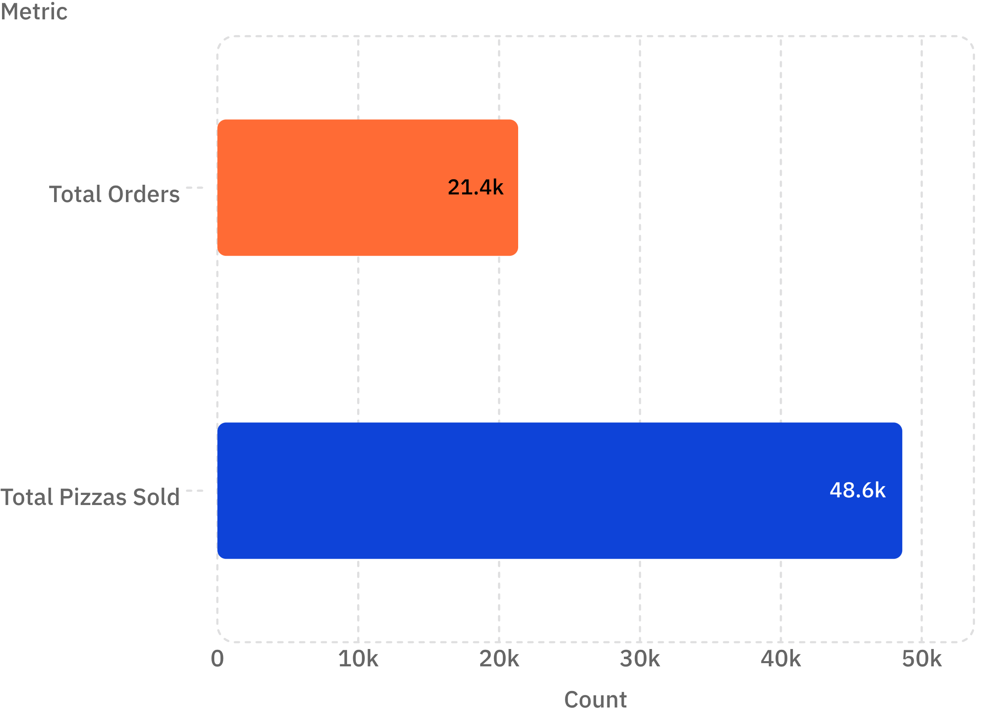 Metric
Total Orders
21.4k
Total Pizzas Sold
48.6k
0 10k 20k 30k 40k 50k
Count